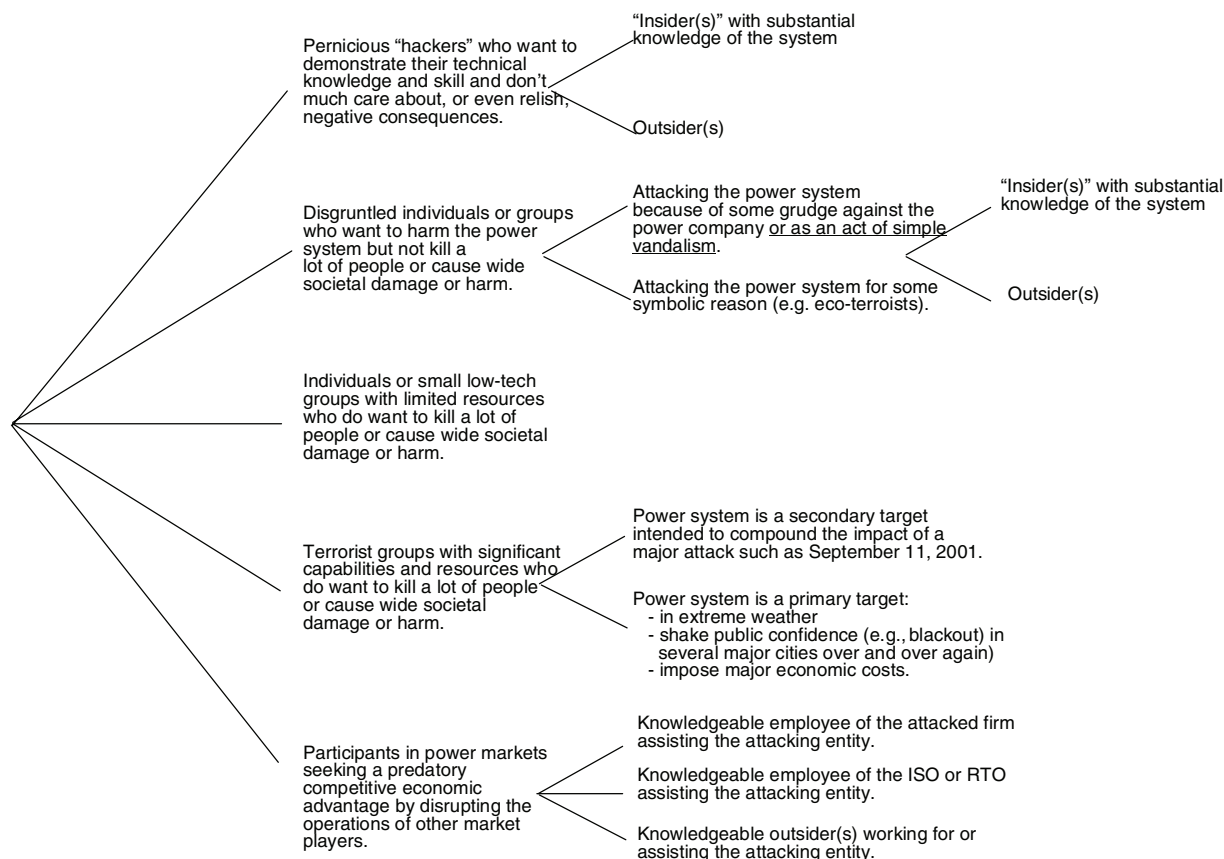 Pernicious “hackers” who want to
demonstrate their technical
knowledge and skill and don’t
much care about, or even relish,
negative consequences.
“Insider(s)” with substantial
knowledge of the system
Outsider(s)
Disgruntled individuals or groups
who want to harm the power
system but not kill a
lot of people or cause wide
societal damage or harm.
Attacking the power system
because of some grudge against the
power company or as an act of simple
vandalism.
Attacking the power system for some
symbolic reason (e.g. eco-terroists).
“Insider(s)” with substantial
knowledge of the system
Outsider(s)
Individuals or small low-tech
groups with limited resources
who do want to kill a lot of
people or cause wide societal
damage or harm.
Terrorist groups with significant
capabilities and resources who
do want to kill a lot of people
or cause wide societal
damage or harm.
Power system is a secondary target
intended to compound the impact of a
major attack such as September 11, 2001.
Power system is a primary target:
- in extreme weather
- shake public confidence (e.g., blackout) in
several major cities over and over again)
- impose major economic costs.
Participants in power markets
seeking a predatory
competitive economic
advantage by disrupting the
operations of other market
players.
Knowledgeable employee of the attacked firm
assisting the attacking entity.
Knowledgeable employee of the ISO or RTO
assisting the attacking entity.
Knowledgeable outsider(s) working for or
assisting the attacking entity.